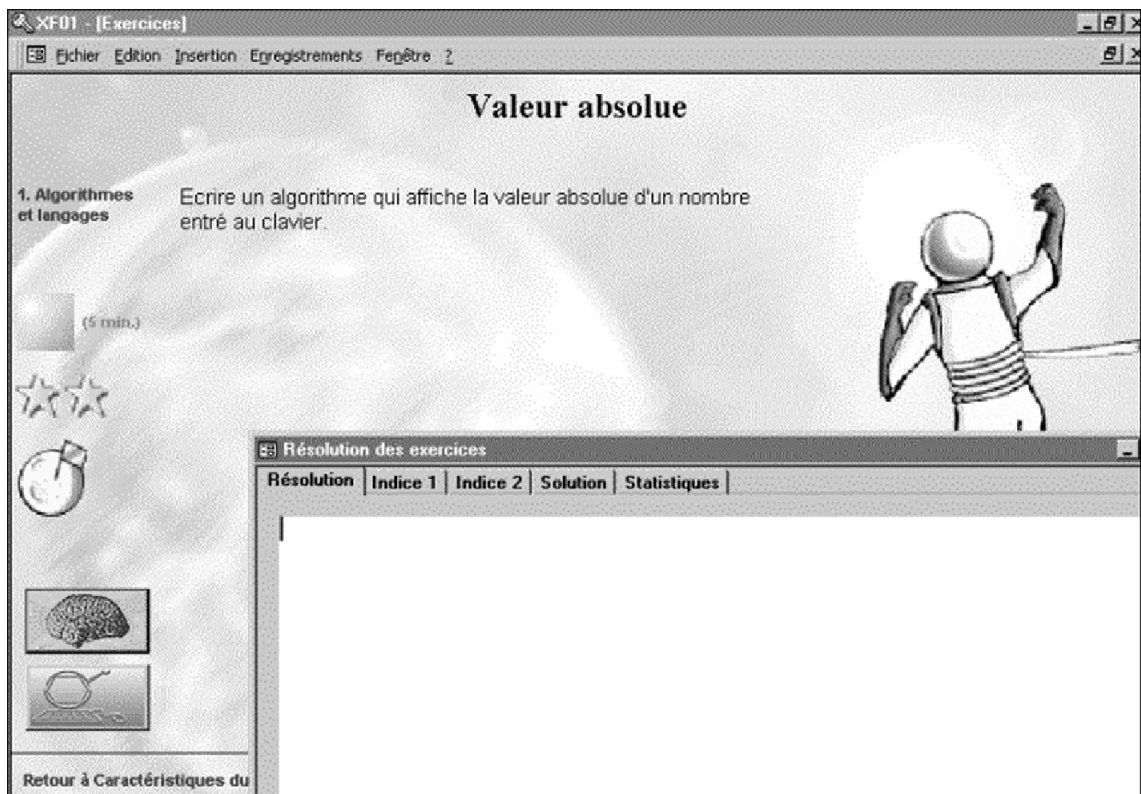 XF01 - [Exercices]
Fichier Edition Insertion Enregistrements Fenêtre ?
Valeur absolue
1. Algorithmes
et langages
Ecrire un algorithme qui affiche la valeur absolue d'un nombre
entré au clavier.
(5 min.)
Résolution des exercices
Résolution Indice 1 Indice 2 Solution Statistiques
Retour à Caractéristiques du